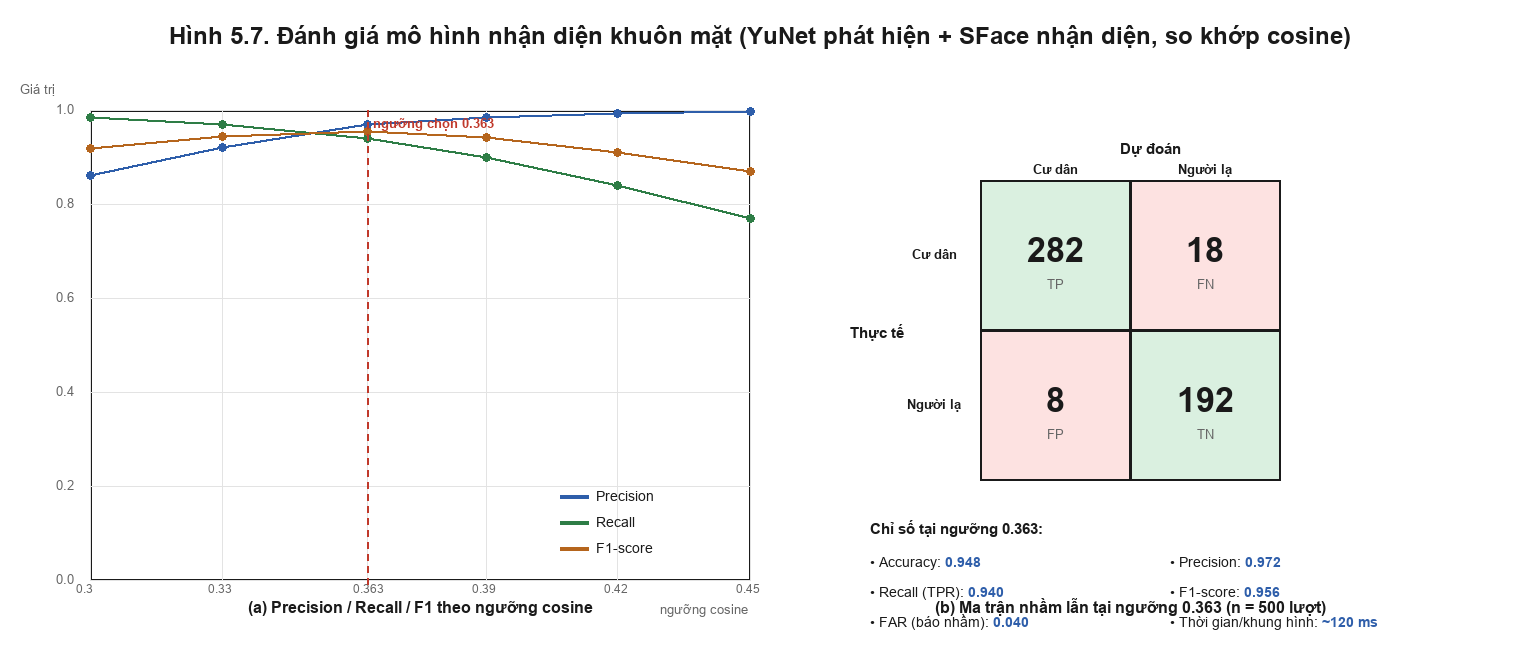 Hình 5.7. Đánh giá mô hình nhận diện khuôn mặt (YuNet phát hiện + SFace nhận diện, so khớp cosine)
Giá trị
1.0
0.8
0.6
0.4
0.2
0.0
ngưỡng chọn 0.363
Precision
Recall
F1-score
0.3 0.33 0.363 0.39 0.42 0.45
ngưỡng cosine
(a) Precision / Recall / F1 theo ngưỡng cosine
Dự đoán
Cư dân Người lạ
Thực tế
Cư dân
282 18
TP FN
Người lạ
8 192
FP TN
Chỉ số tại ngưỡng 0.363:
• Accuracy: 0.948 • Precision: 0.972
• Recall (TPR): 0.940 • F1-score: 0.956
(b) Ma trận nhầm lẫn tại ngưỡng 0.363 (n = 500 lượt)
• FAR (báo nhầm): 0.040 • Thời gian/khung hình: ~120 ms